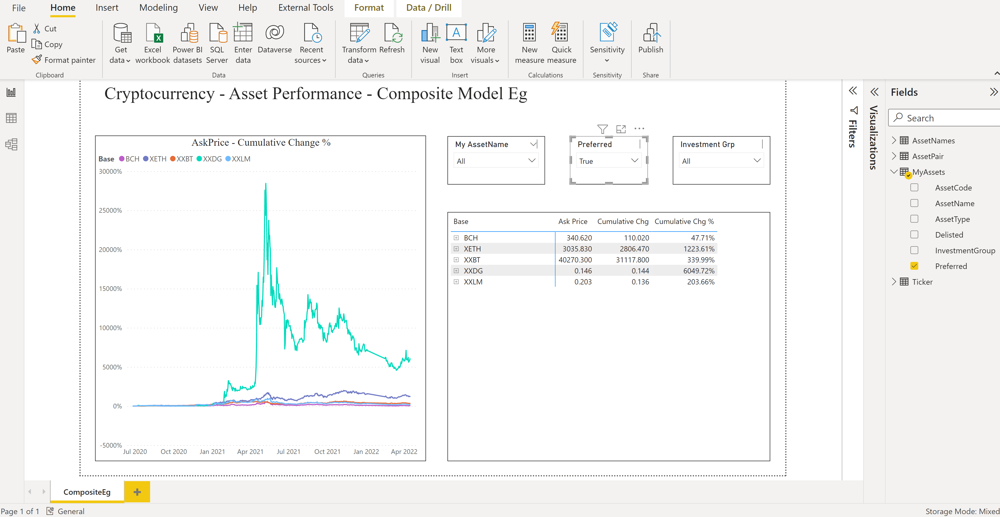 File Home Insert Modeling View Help External Tools Format Data / Drill
Paste
Cut
Copy
Format painter
Clipboard
Get data
Excel workbook
Power BI datasets
SQL Server
Enter data
Dataverse
Recent sources
Data
Transform data
Refresh
Queries
New visual
Text box
More visuals
Insert
New measure
Quick measure
Calculations
Sensitivity
Sensitivity
Publish
Share
Cryptocurrency - Asset Performance - Composite Model Eg
AskPrice - Cumulative Change %
Base BCH XETH XXBT XXDG XXLM
30000%
25000%
20000%
15000%
10000%
5000%
0%
-5000%
Jul 2020 Oct 2020 Jan 2021 Apr 2021 Jul 2021 Oct 2021 Jan 2022 Apr 2022
My AssetName
All
Preferred
True
Investment Grp
All
Base Ask Price Cumulative Chg Cumulative Chg %
BCH 340.620 110.020 47.71%
XETH 3035.830 2806.470 1223.61%
XXBT 40270.300 31117.800 339.99%
XXDG 0.146 0.144 6049.72%
XXLM 0.203 0.136 203.66%
Filters
Visualizations
Fields
Search
AssetNames
AssetPair
MyAssets
AssetCode
AssetName
AssetType
Delisted
InvestmentGroup
Preferred
Ticker
CompositeEg
Page 1 of 1 General
Storage Mode: Mixed